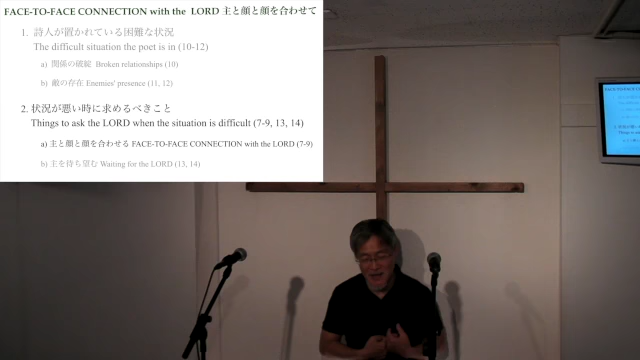 FACE-TO-FACE CONNECTION with the LORD 主と顔と顔を合わせて
1. 詩人が置かれている困難な状況
The difficult situation the poet is in (10-12)
a) 関係の破綻 Broken relationships (10)
b) 敵の存在 Enemies' presence (11, 12)
2. 状況が悪い時に求めるべきこと
Things to ask the LORD when the situation is difficult (7-9, 13, 14)
a) 主と顔と顔を合わせる FACE-TO-FACE CONNECTION with the LORD (7-9)
b) 主を待ち望む Waiting for the LORD (13, 14)